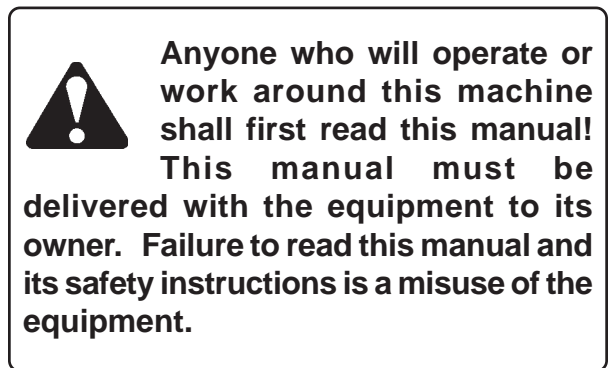 Anyone who will operate or
work around this machine
shall first read this manual!
This manual must be
delivered with the equipment to its
owner. Failure to read this manual and
its safety instructions is a misuse of the
equipment.